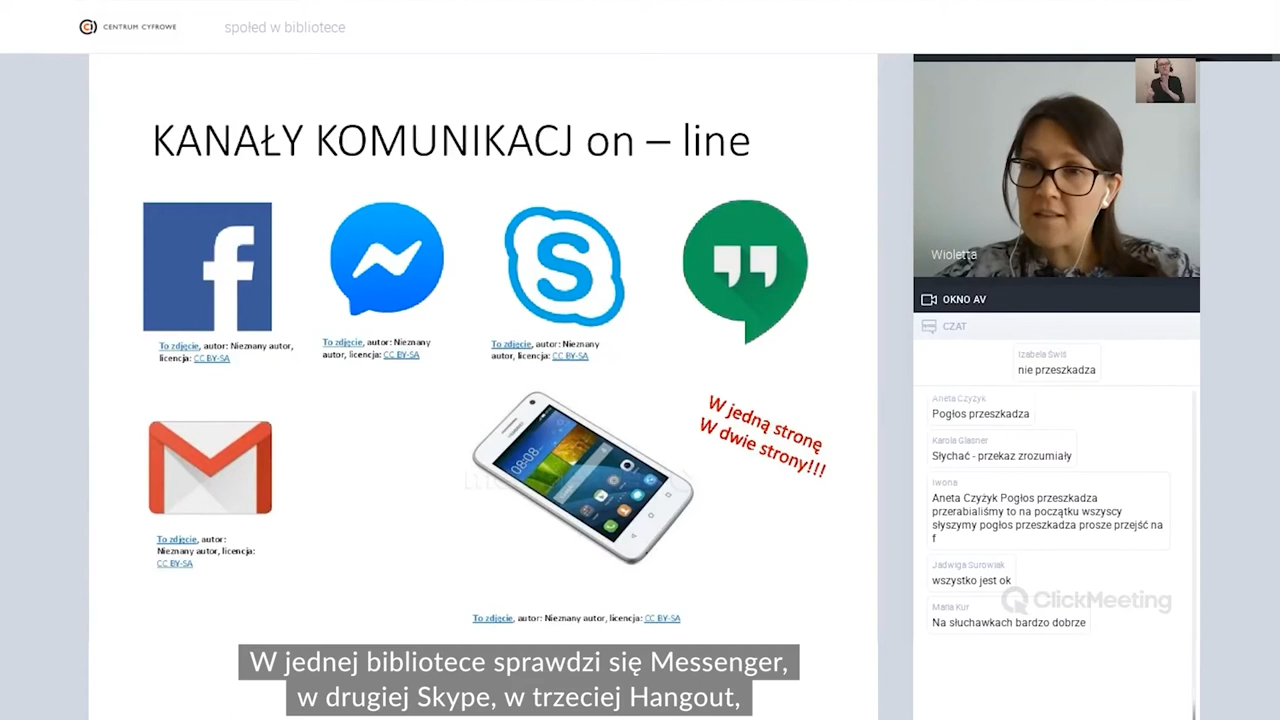 CENTRUM CYFROWE
społed w bibliotece
KANAŁY KOMUNIKACJ on – line
To zdjęcie, autor: Nieznany autor,
licencja: CC BY-SA
To zdjęcie, autor: Nieznany
autor, licencja: CC BY-SA
To zdjęcie, autor: Nieznany
autor, licencja: CC BY-SA
W jedną stronę
W dwie strony!!!
08:08
To zdjęcie, autor:
Nieznany autor, licencja:
CC BY-SA
To zdjęcie, autor: Nieznany autor, licencja: CC BY-SA
W jednej bibliotece sprawdzi się Messenger,
w drugiej Skype, w trzeciej Hangout,
Wioletta
OKNO AV
CZAT
Izabela Świś
nie przeszkadza
Aneta Czyżyk
Pogłos przeszkadza
Karola Glasner
Słychać - przekaz zrozumiały
Iwona
Aneta Czyżyk Pogłos przeszkadza
przerabialiśmy to na początku wszyscy
słyszymy pogłos przeszkadza prosze przejść na
f
Jadwiga Surowiak
wszystko jest ok
ClickMeeting
Maria Kur
Na słuchawkach bardzo dobrze